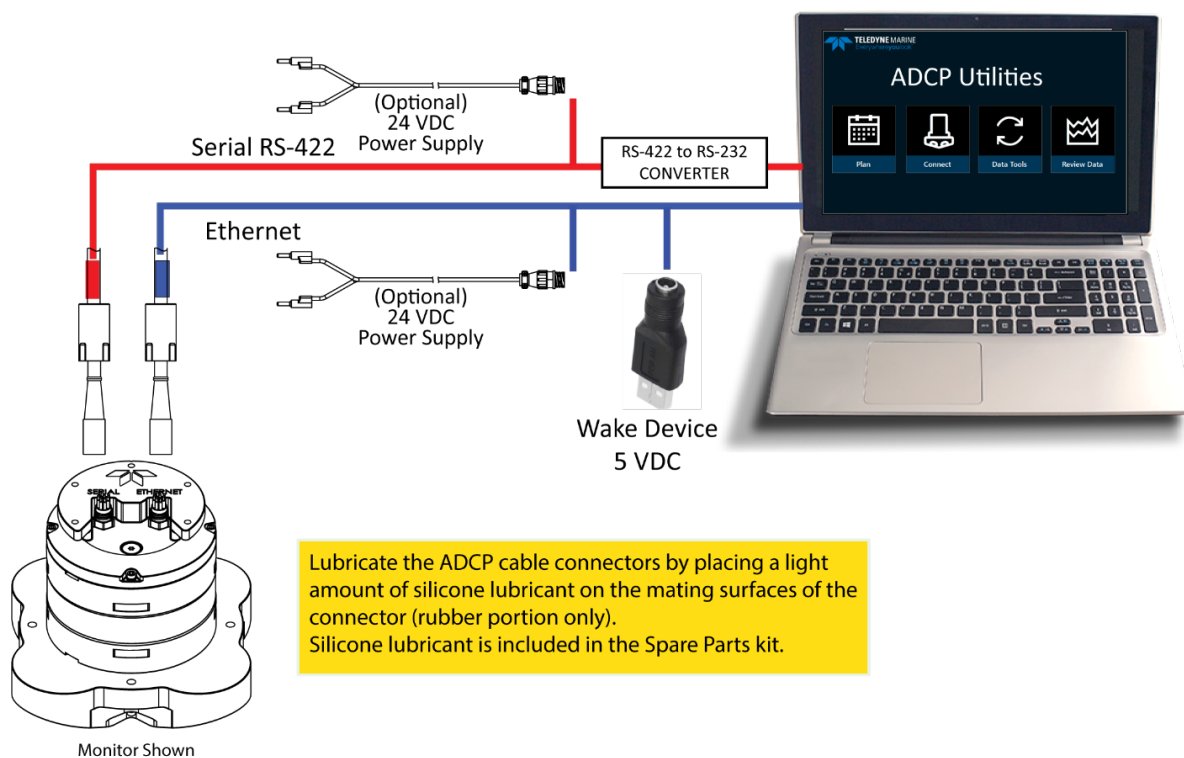 TELEDYNE MARINE
Everywhereyoulook
ADCP Utilities
Plan
Connect
Data Tools
Review Data
(Optional)
24 VDC
Power Supply
Serial RS-422
RS-422 to RS-232
CONVERTER
Ethernet
(Optional)
24 VDC
Power Supply
Wake Device
5 VDC
SERIAL ETHERNET
Lubricate the ADCP cable connectors by placing a light
amount of silicone lubricant on the mating surfaces of the
connector (rubber portion only).
Silicone lubricant is included in the Spare Parts kit.
Monitor Shown